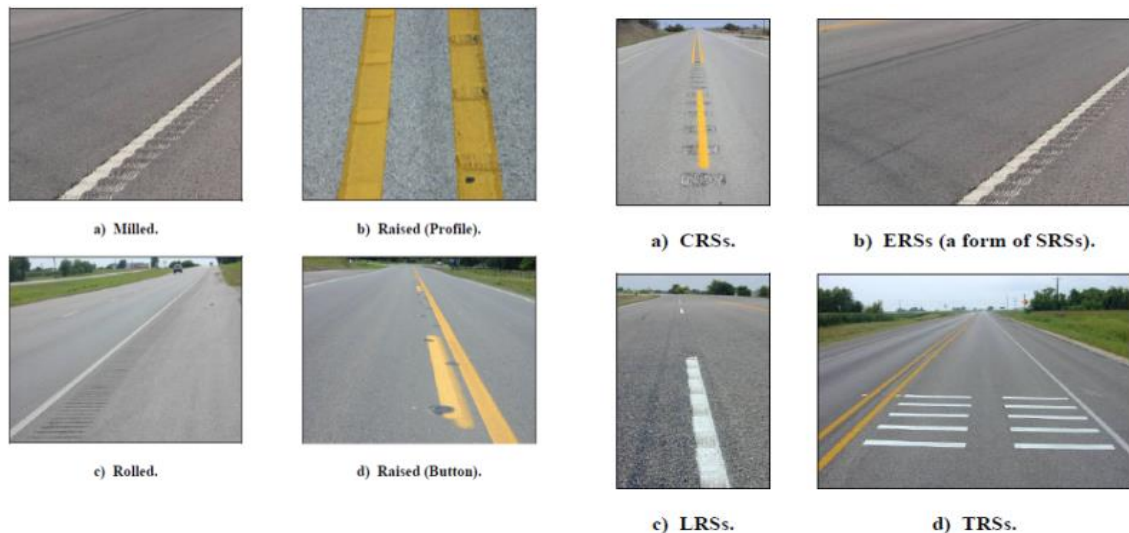 a) Milled.
b) Raised (Profile).
c) Rolled.
d) Raised (Button).
a) CRSs.
b) ERSs (a form of SRSs).
c) LRSs.
d) TRSs.